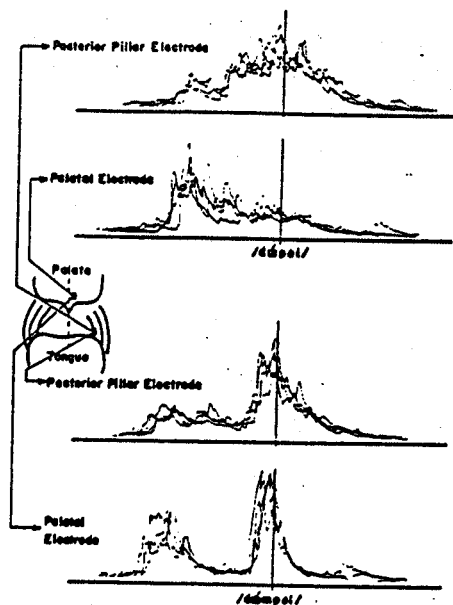 Posterior Pillar Electrode
Palatal Electrode
Palate
Tongue
Posterior Pillar Electrode
Palatal
Electrode